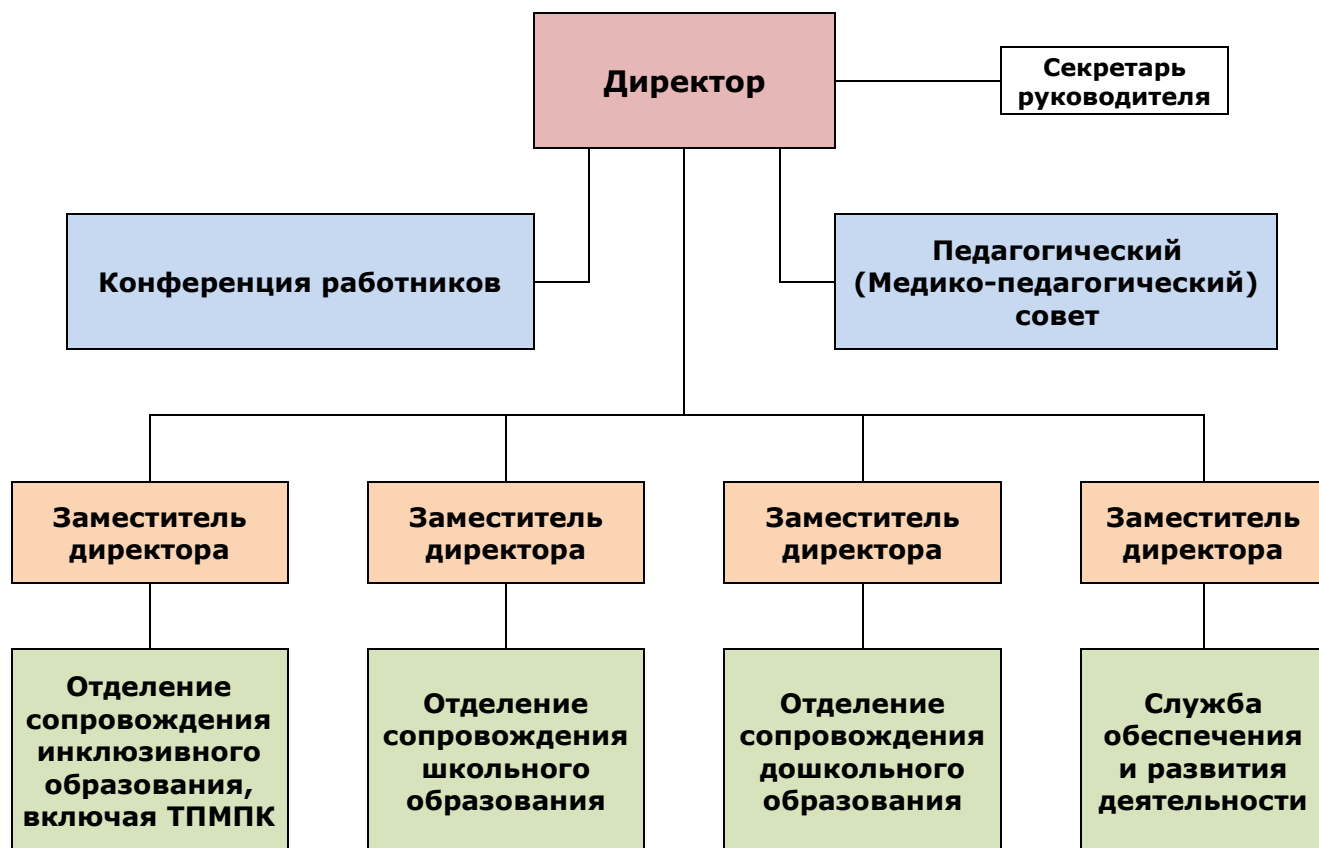 Директор
Секретарь
руководителя
Конференция работников
Педагогический
(Медико-педагогический)
совет
Заместитель
директора
Заместитель
директора
Заместитель
директора
Заместитель
директора
Отделение
сопровождения
инклюзивного
образования,
включая ТПМПК
Отделение
сопровождения
школьного
образования
Отделение
сопровождения
дошкольного
образования
Служба
обеспечения
и развития
деятельности